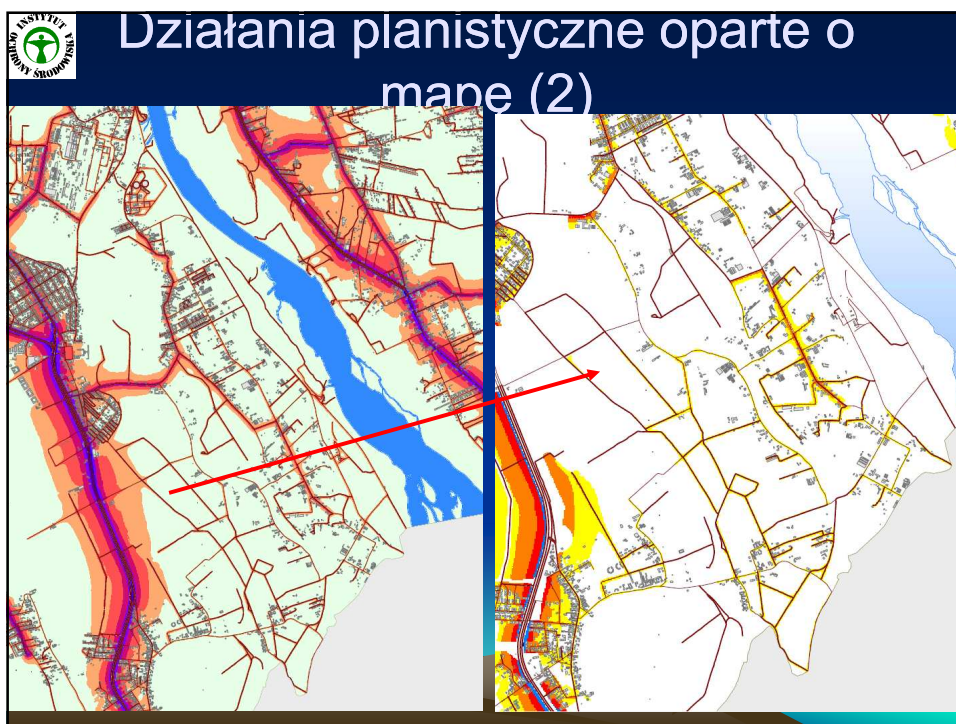 INSTYTUT
OCHRONY ŚRODOWISKA
Działania planistyczne oparte o
mapę (2)